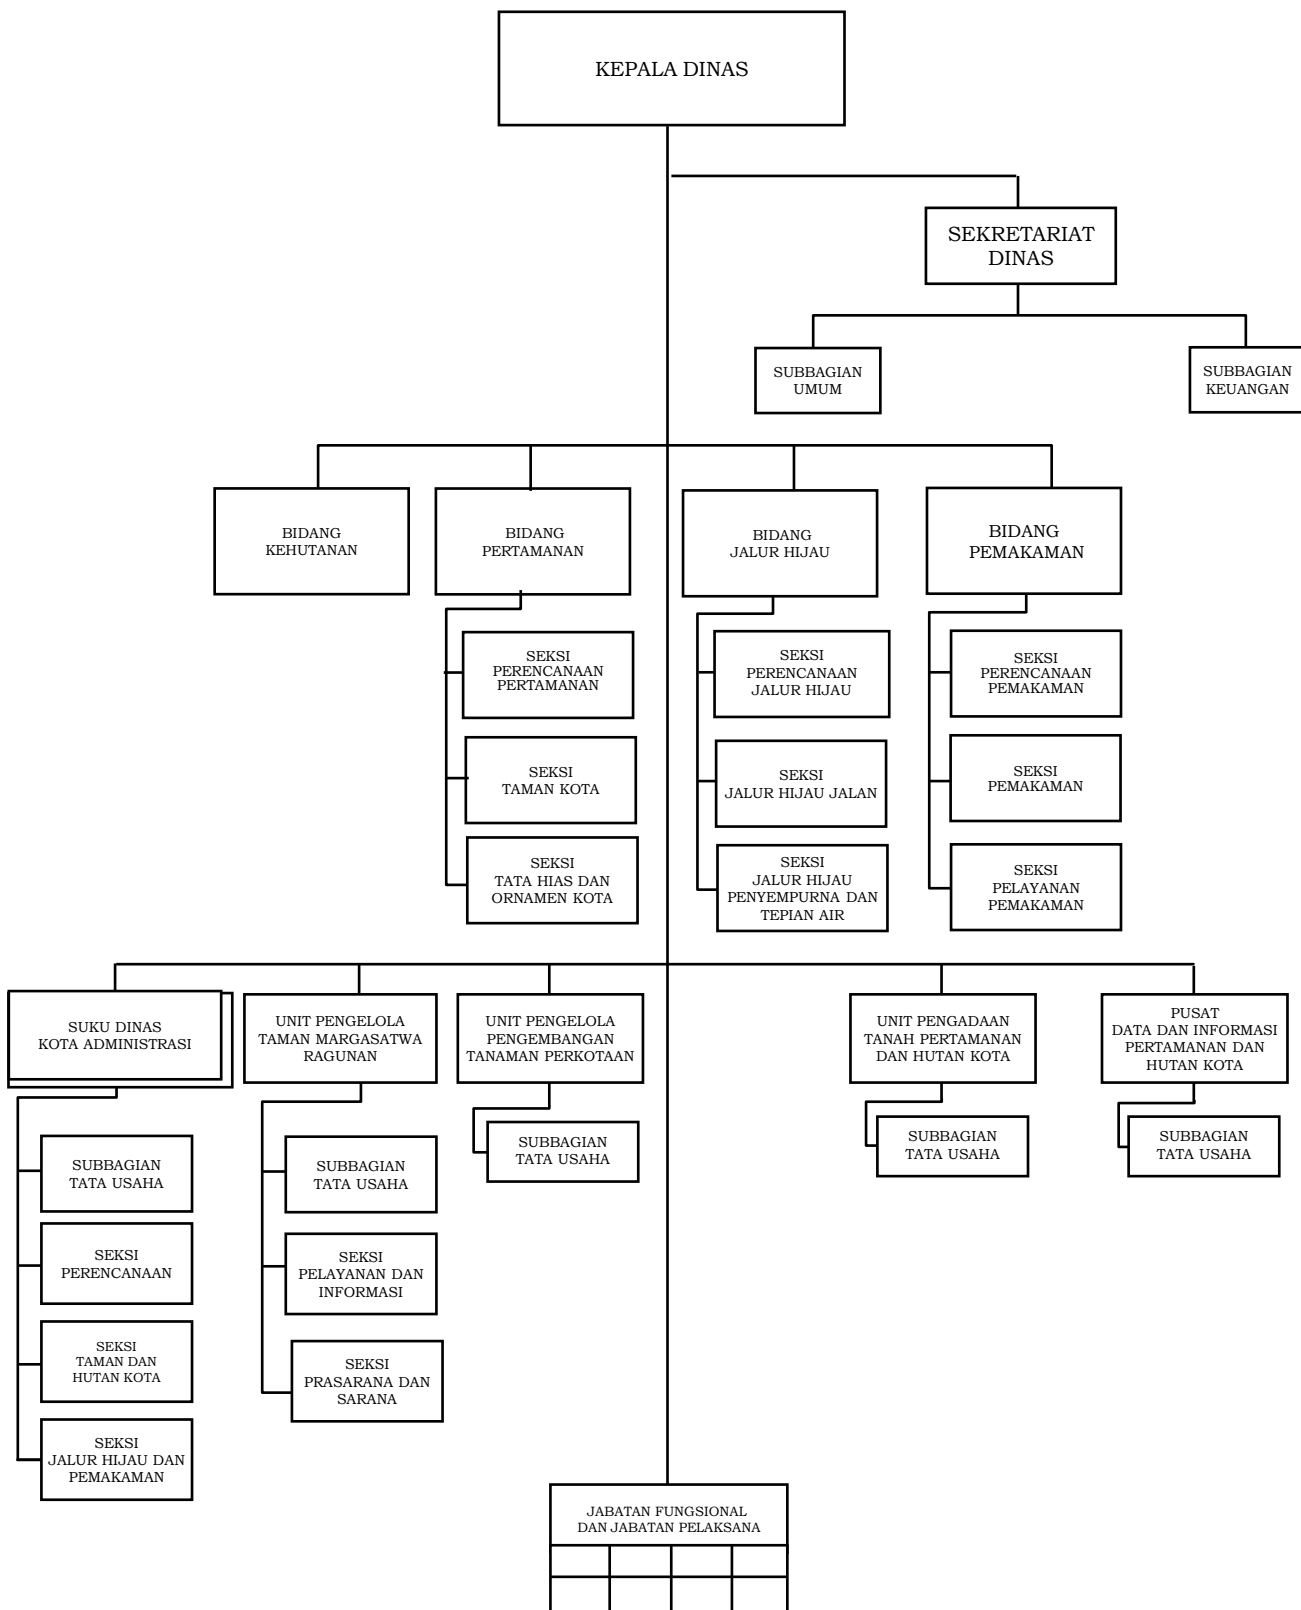 KEPALA DINAS
SEKRETARIAT
DINAS
SUBBAGIAN
UMUM
SUBBAGIAN
KEUANGAN
BIDANG
KEHUTANAN
BIDANG
PERTAMANAN
BIDANG
JALUR HIJAU
BIDANG
PEMAKAMAN
SEKSI
PERENCANAAN
PERTAMANAN
SEKSI
TAMAN KOTA
SEKSI
TATA HIAS DAN
ORNAMEN KOTA
SEKSI
PERENCANAAN
JALUR HIJAU
SEKSI
JALUR HIJAU JALAN
SEKSI
JALUR HIJAU
PENYEMPURNA DAN
TEPIAN AIR
SEKSI
PERENCANAAN
PEMAKAMAN
SEKSI
PEMAKAMAN
SEKSI
PELAYANAN
PEMAKAMAN
SUKU DINAS
KOTA ADMINISTRASI
UNIT PENGELOLA
TAMAN MARGASATWA
RAGUNAN
UNIT PENGELOLA
PENGEMBANGAN
TANAMAN PERKOTAAN
UNIT PENGADAAN
TANAH PERTAMANAN
DAN HUTAN KOTA
PUSAT
DATA DAN INFORMASI
PERTAMANAN DAN
HUTAN KOTA
SUBBAGIAN
TATA USAHA
SEKSI
PERENCANAAN
SEKSI
TAMAN DAN
HUTAN KOTA
SEKSI
JALUR HIJAU DAN
PEMAKAMAN
SUBBAGIAN
TATA USAHA
SEKSI
PELAYANAN DAN
INFORMASI
SEKSI
PRASARANA DAN
SARANA
SUBBAGIAN
TATA USAHA
SUBBAGIAN
TATA USAHA
SUBBAGIAN
TATA USAHA
JABATAN FUNGSIONAL
DAN JABATAN PELAKSANA